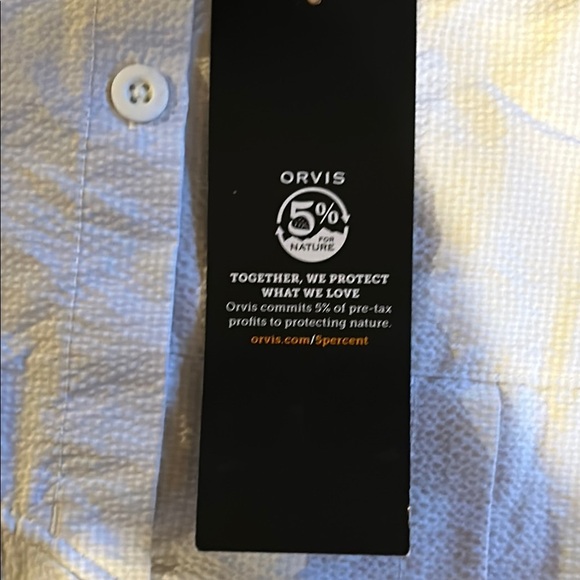 ORVIS
5%
FOR
NATURE
TOGETHER, WE PROTECT
WHAT WE LOVE
Orvis commits 5% of pre-tax
profits to protecting nature.
orvis.com/5percent